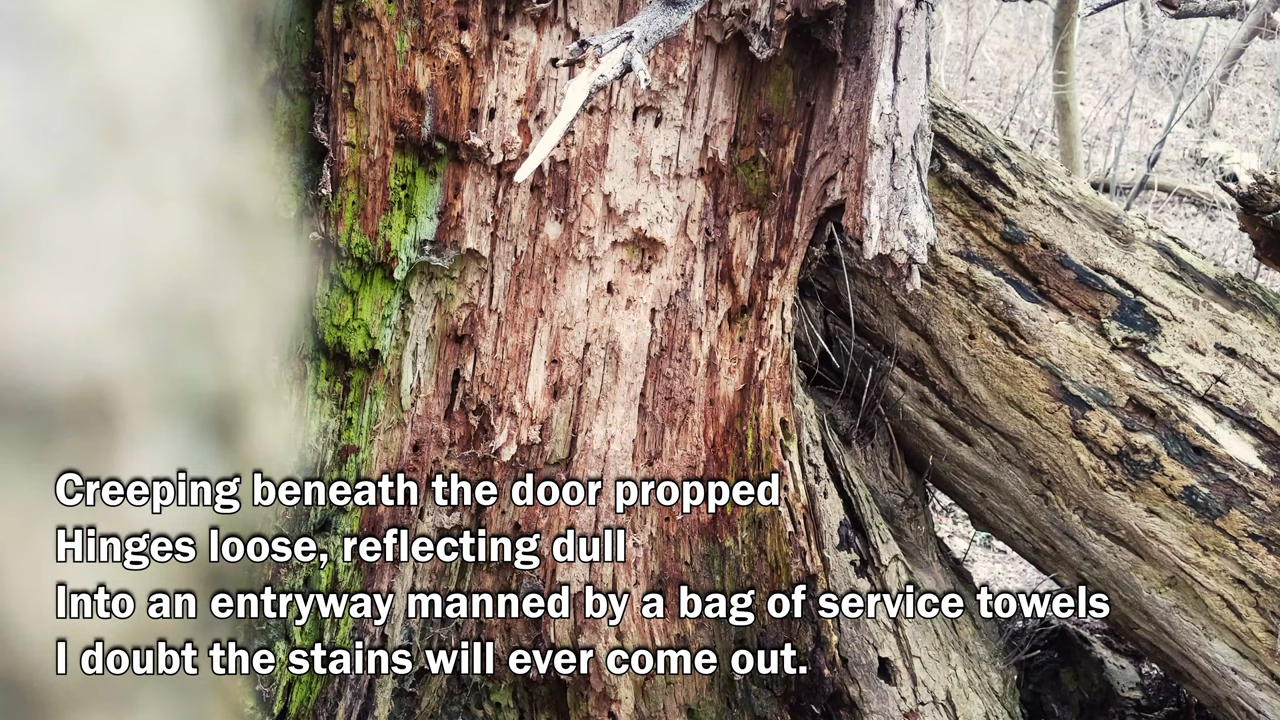 Creeping beneath the door propped
Hinges loose, reflecting dull
Into an entryway manned by a bag of service towels
I doubt the stains will ever come out.